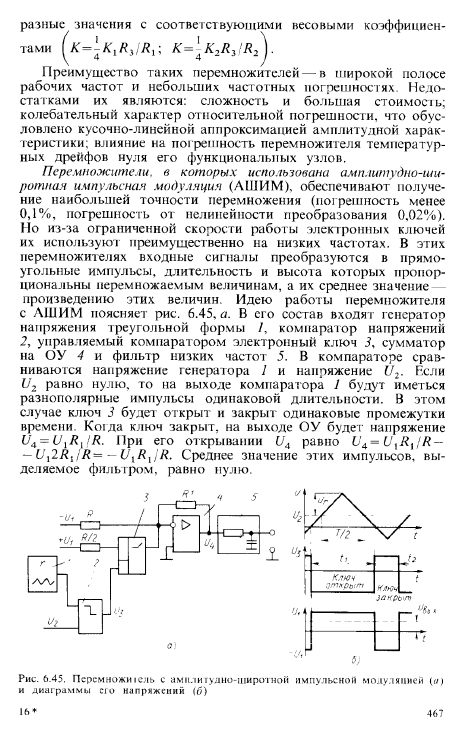 разные значения с соответствующими весовыми коэффициен-
тами (K=1/4 K₁R₃/R₁; K=1/4 K₂R₃/R₂).
Преимущество таких перемножителей — в широкой полосе
рабочих частот и небольших частотных погрешностях. Недо-
статками их являются: сложность и большая стоимость;
колебательный характер относительной погрешности, что обус-
ловлено кусочно-линейной аппроксимацией амплитудной харак-
теристики; влияние на погрешность перемножителя температур-
ных дрейфов нуля его функциональных узлов.
Перемножители, в которых использована амплитудно-ши-
ротная импульсная модуляция (АШИМ), обеспечивают получе-
ние наибольшей точности перемножения (погрешность менее
0,1%, погрешность от нелинейности преобразования 0,02%).
Но из-за ограниченной скорости работы электронных ключей
их используют преимущественно на низких частотах. В этих
перемножителях входные сигналы преобразуются в прямо-
угольные импульсы, длительность и высота которых пропор-
циональны перемножаемым величинам, а их среднее значение —
произведению этих величин. Идею работы перемножителя
с АШИМ поясняет рис. 6.45, а. В его состав входят генератор
напряжения треугольной формы 1, компаратор напряжений
2, управляемый компаратором электронный ключ 3, сумматор
на ОУ 4 и фильтр низких частот 5. В компараторе срав-
ниваются напряжение генератора 1 и напряжение U₂. Если
U₂ равно нулю, то на выходе компаратора 1 будут иметься
разнополярные импульсы одинаковой длительности. В этом
случае ключ 3 будет открыт и закрыт одинаковые промежутки
времени. Когда ключ закрыт, на выходе ОУ будет напряжение
U₄=U₁R₁/R. При его открывании U₄ равно U₄=U₁R₁/R−
−U₁2R₁/R=−U₁R₁/R. Среднее значение этих импульсов, вы-
деляемое фильтром, равно нулю.
3 R1 4 5
−U₁ R
+U₁ R/2
U₄
Г 1 2
U₃
U₂
а)
U Uг
U₂
T/2 t
U₃ t₁ t₂
Ключ открыт
Ключ закрыт
t
U₁ Uвых
−U₁ t
б)
Рис. 6.45. Перемножитель с амплитудно-широтной импульсной модуляцией (а)
и диаграммы его напряжений (б)
16* 467